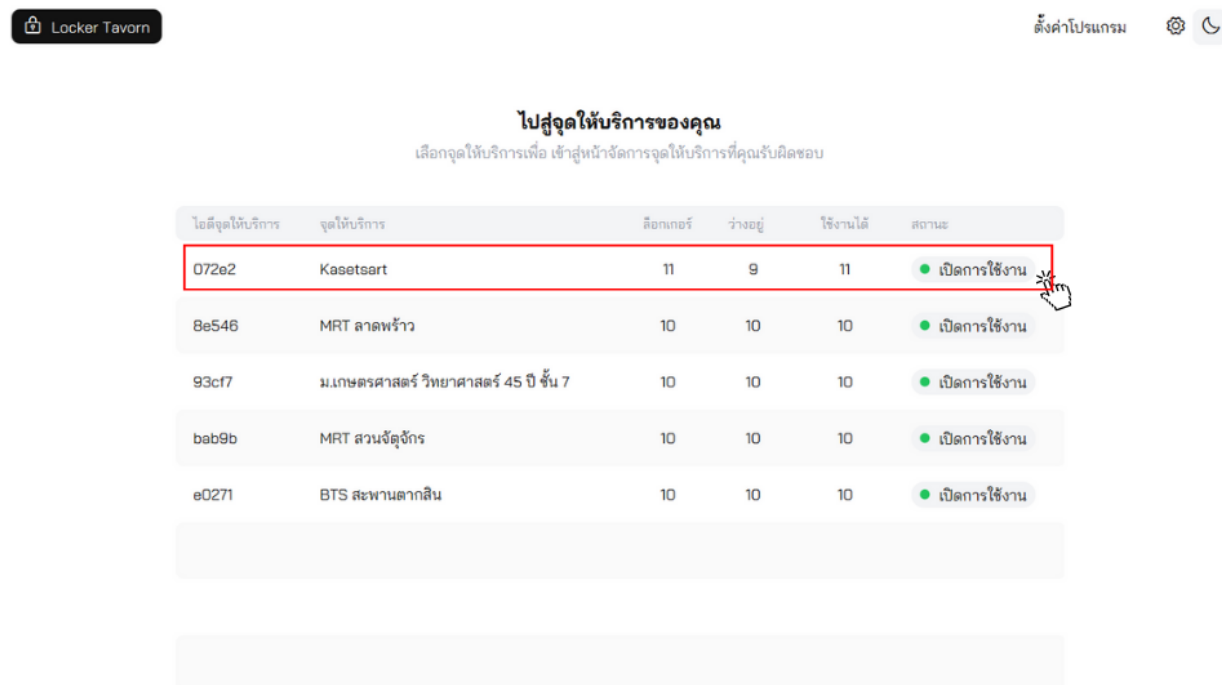 Locker Tavorn ตั้งค่าโปรแกรม
ไปสู่จุดให้บริการของคุณ
เลือกจุดให้บริการเพื่อ เข้าสู่หน้าจัดการจุดให้บริการที่คุณรับผิดชอบ
ไอดีจุดให้บริการ จุดให้บริการ ล็อกเกอร์ ว่างอยู่ ใช้งานได้ สถานะ
072e2 Kasetsart 11 9 11 เปิดการใช้งาน
8e546 MRT ลาดพร้าว 10 10 10 เปิดการใช้งาน
93cf7 ม.เกษตรศาสตร์ วิทยาศาสตร์ 45 ปี ชั้น 7 10 10 10 เปิดการใช้งาน
bab9b MRT สวนจัตุจักร 10 10 10 เปิดการใช้งาน
e0271 BTS สะพานตากสิน 10 10 10 เปิดการใช้งาน